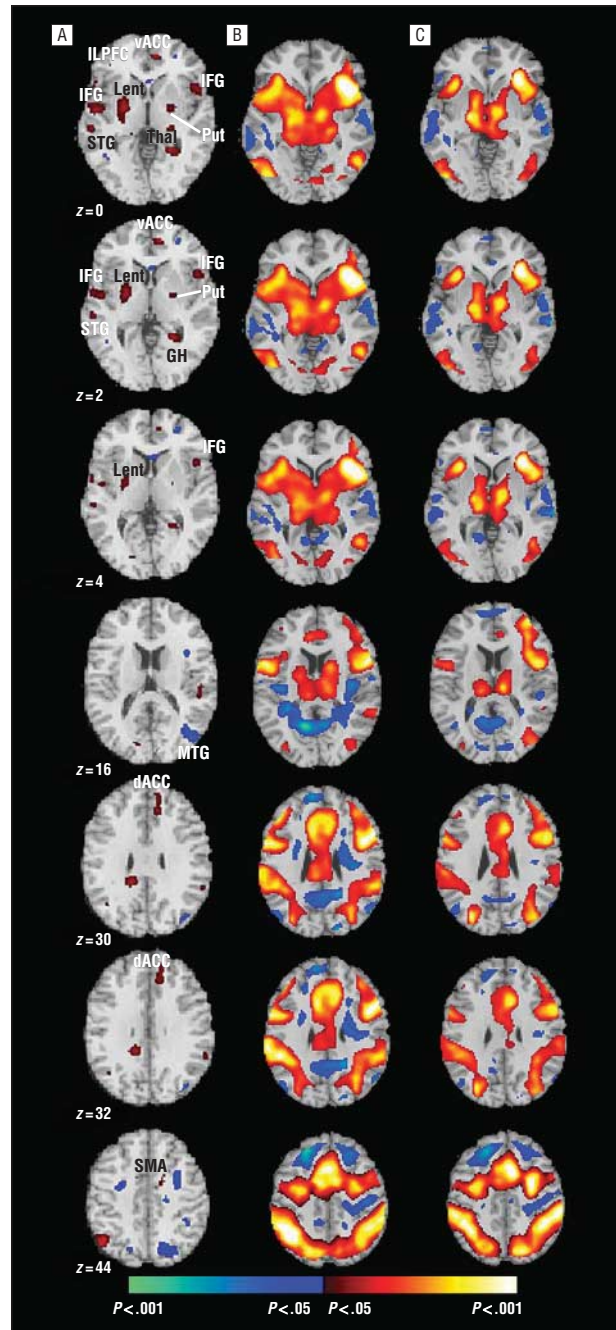 A B C
vACC
ILPFC
IFG Lent IFG
STG Thal Put
z=0
vACC
IFG Lent IFG
Put
STG
GH
z=2
IFG
Lent
z=4
MTG
z=16
dACC
z=30
dACC
z=32
SMA
z=44
P<.001 P<.05 P<.05 P<.001